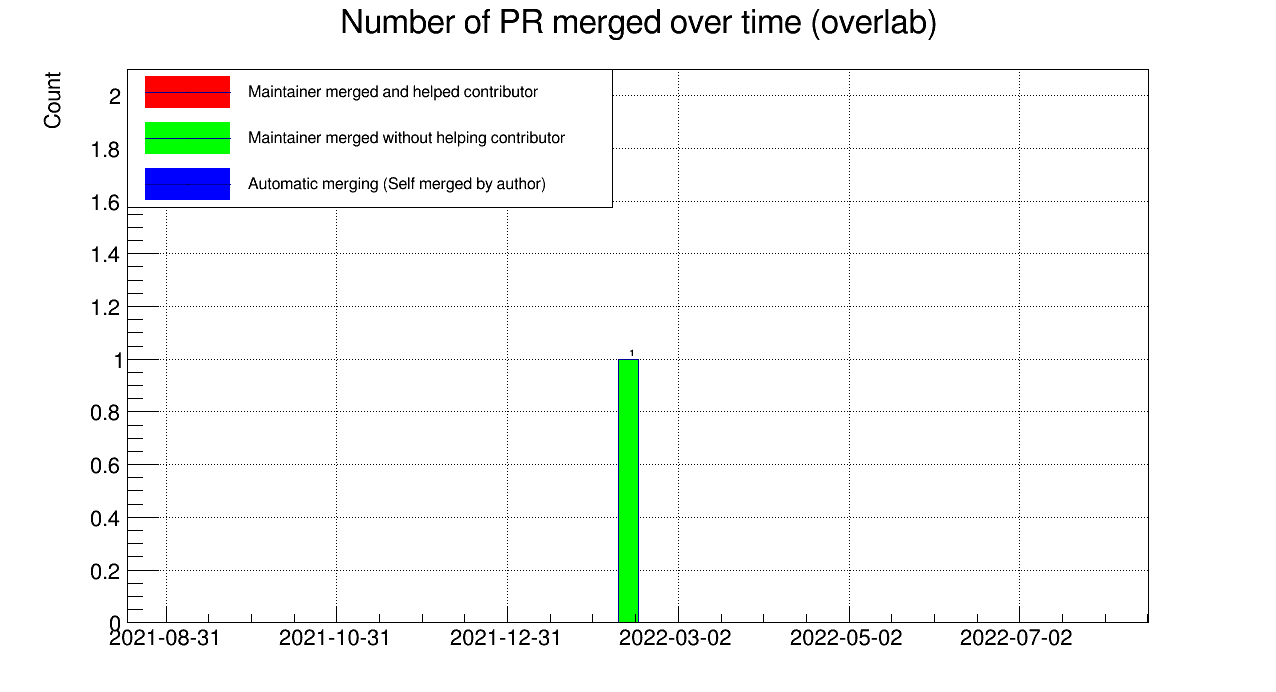 Number of PR merged over time (overlab)
Count
Maintainer merged and helped contributor
Maintainer merged without helping contributor
Automatic merging (Self merged by author)
2
1.8
1.6
1.4
1.2
1
1
0.8
0.6
0.4
0.2
0
2021-08-31 2021-10-31 2021-12-31 2022-03-02 2022-05-02 2022-07-02